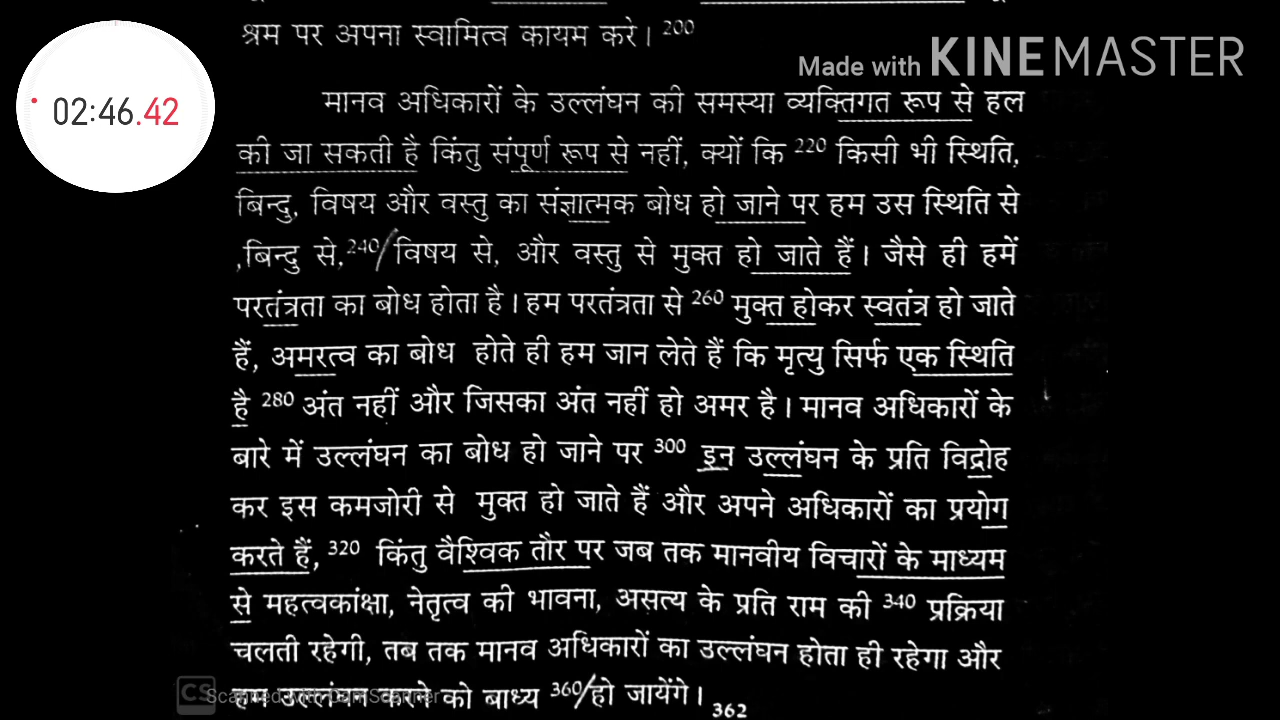 श्रम पर अपना स्वामित्व कायम करे। 200
Made with KINEMASTER
02:46.42
मानव अधिकारों के उल्लंघन की समस्या व्यक्तिगत रूप से हल
की जा सकती है किंतु संपूर्ण रूप से नहीं, क्यों कि 220 किसी भी स्थिति,
बिन्दु, विषय और वस्तु का संज्ञात्मक बोध हो जाने पर हम उस स्थिति से
,बिन्दु से, 240/ विषय से, और वस्तु से मुक्त हो जाते हैं। जैसे ही हमें
परतंत्रता का बोध होता है। हम परतंत्रता से 260 मुक्त होकर स्वतंत्र हो जाते
हैं, अमरत्व का बोध होते ही हम जान लेते हैं कि मृत्यु सिर्फ एक स्थिति
है 280 अंत नहीं और जिसका अंत नहीं हो अमर है। मानव अधिकारों के
बारे में उल्लंघन का बोध हो जाने पर 300 इन उल्लंघन के प्रति विद्रोह
कर इस कमजोरी से मुक्त हो जाते हैं और अपने अधिकारों का प्रयोग
करते हैं, 320 किंतु वैश्विक तौर पर जब तक मानवीय विचारों के माध्यम
से महत्वकांक्षा, नेतृत्व की भावना, असत्य के प्रति राम की 340 प्रक्रिया
चलती रहेगी, तब तक मानव अधिकारों का उल्लंघन होता ही रहेगा और
हम उल्लंघन करने को बाध्य 360/ हो जायेंगे।
362
CS Scanned with CamScanner